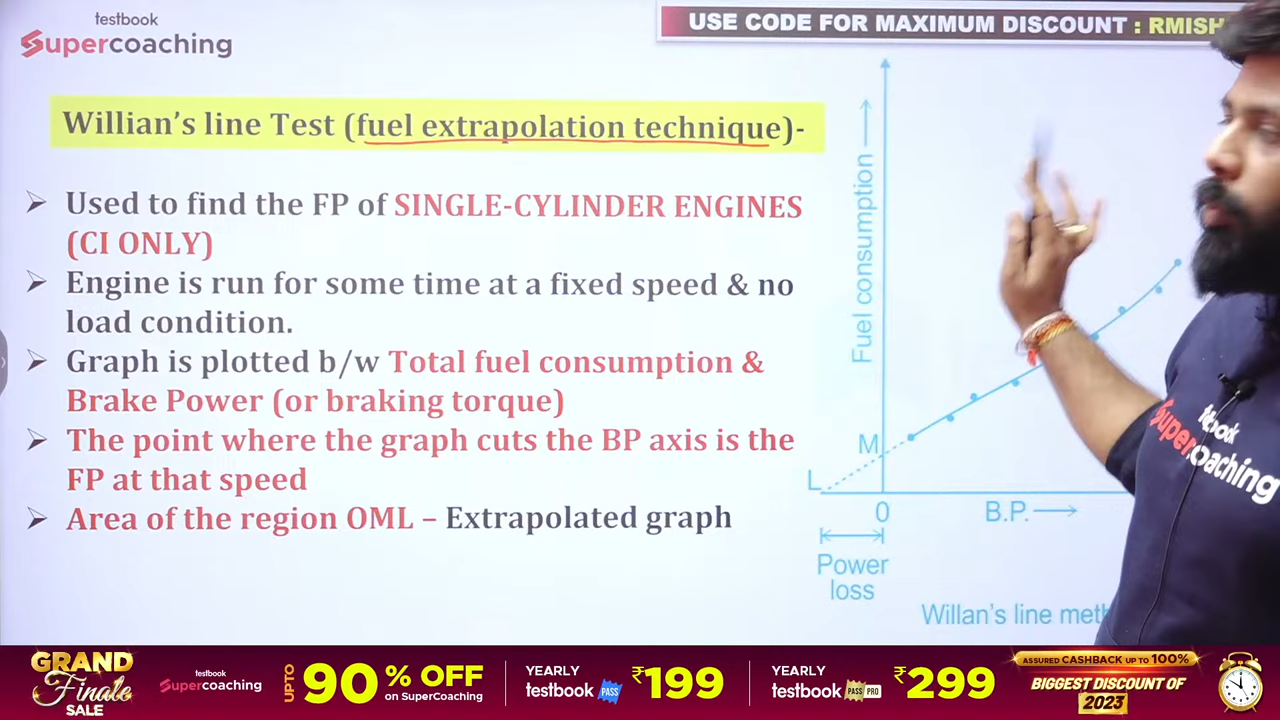 testbook
Supercoaching
USE CODE FOR MAXIMUM DISCOUNT : RMISH
Willian's line Test (fuel extrapolation technique)-
Used to find the FP of SINGLE-CYLINDER ENGINES
(CI ONLY)
Engine is run for some time at a fixed speed & no
load condition.
Graph is plotted b/w Total fuel consumption &
Brake Power (or braking torque)
The point where the graph cuts the BP axis is the
FP at that speed
Area of the region OML – Extrapolated graph
Fuel consumption
M
L
0
B.P.
Power
loss
Willan's line met
testbook
Supercoaching
GRAND
Finale
SALE
testbook
Supercoaching
UPTO
90% OFF
on SuperCoaching
YEARLY
testbook PASS
₹199
YEARLY
testbook PASS PRO
₹299
ASSURED CASHBACK UP TO 100%
BIGGEST DISCOUNT OF
2023